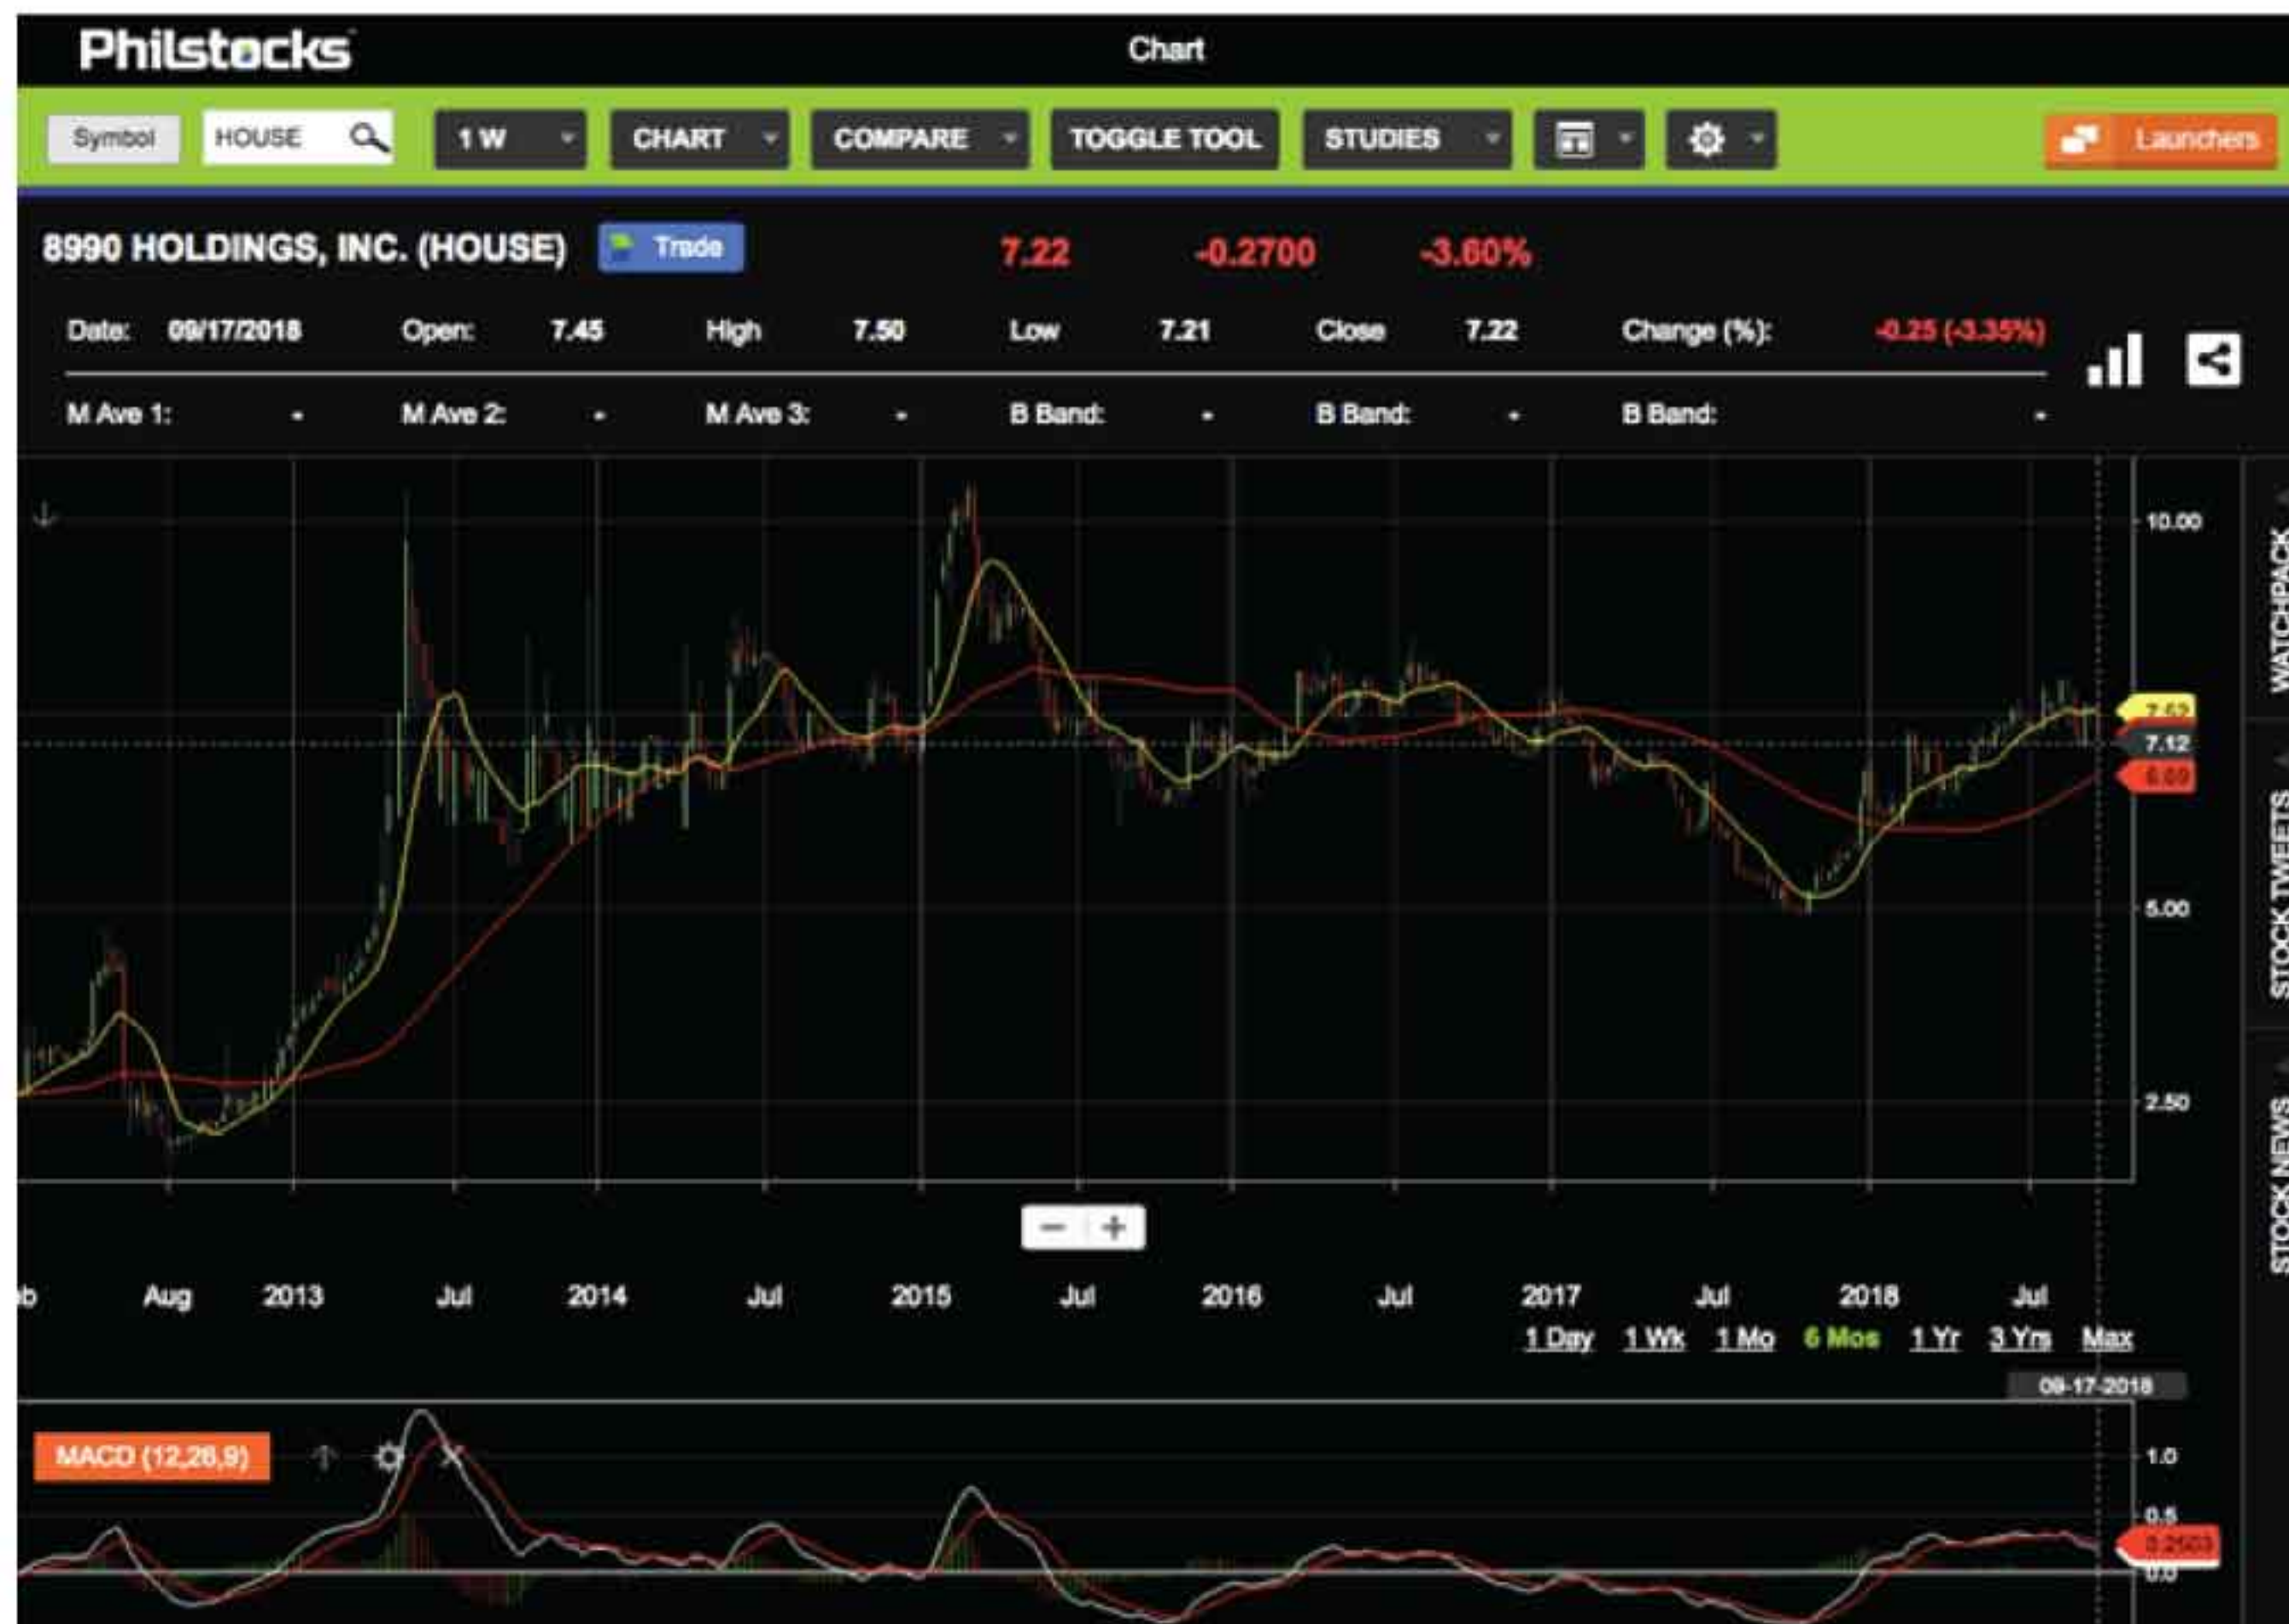 Philstocks
Chart
Symbol HOUSE 1 W CHART COMPARE TOGGLE TOOL STUDIES Launchers
8990 HOLDINGS, INC. (HOUSE) Trade 7.22 -0.2700 -3.60%
Date: 09/17/2018 Open: 7.45 High 7.50 Low 7.21 Close 7.22 Change (%): -0.25 (-3.35%)
M Ave 1: - M Ave 2: - M Ave 3: - B Band: - B Band: - B Band: -
10.00
7.12
5.00
2.50
WATCHPACK
STOCK TWEETS
STOCK NEWS
− +
Aug 2013 Jul 2014 Jul 2015 Jul 2016 Jul 2017 Jul 2018 Jul
1 Day 1 Wk 1 Mo 6 Mos 1 Yr 3 Yrs Max
09-17-2018
MACD (12,26,9)
1.0
0.5
0.0